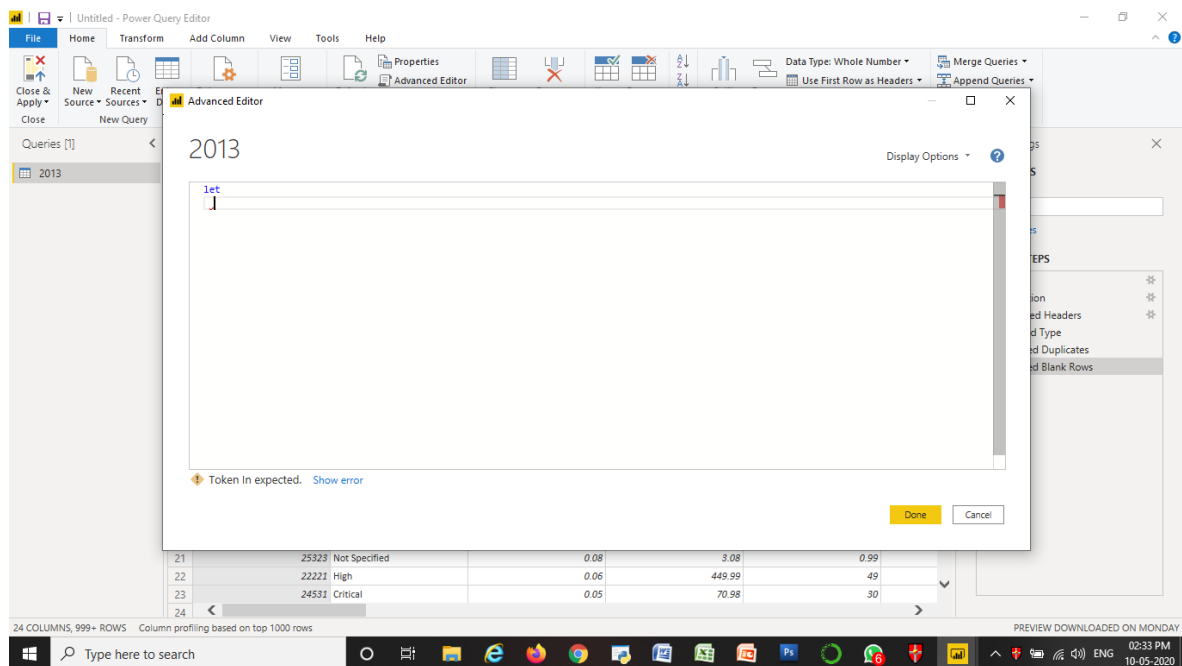 Untitled - Power Query Editor
File Home Transform Add Column View Tools Help
Properties
Advanced Editor
Data Type: Whole Number
Use First Row as Headers
Merge Queries
Append Queries
Close &
Apply
New
Source
Recent
Sources
Close
New Query
Queries [1]
2013
Advanced Editor
2013
Display Options
let
Token In expected. Show error
Done Cancel
EPS
ion
ed Headers
d Type
ed Duplicates
ed Blank Rows
21 25323 Not Specified 0.08 3.08 0.99
22 22221 High 0.06 449.99 49
23 24531 Critical 0.05 70.98 30
24
24 COLUMNS, 999+ ROWS Column profiling based on top 1000 rows
PREVIEW DOWNLOADED ON MONDAY
Type here to search
Ps
6
ENG
02:33 PM
10-05-2020